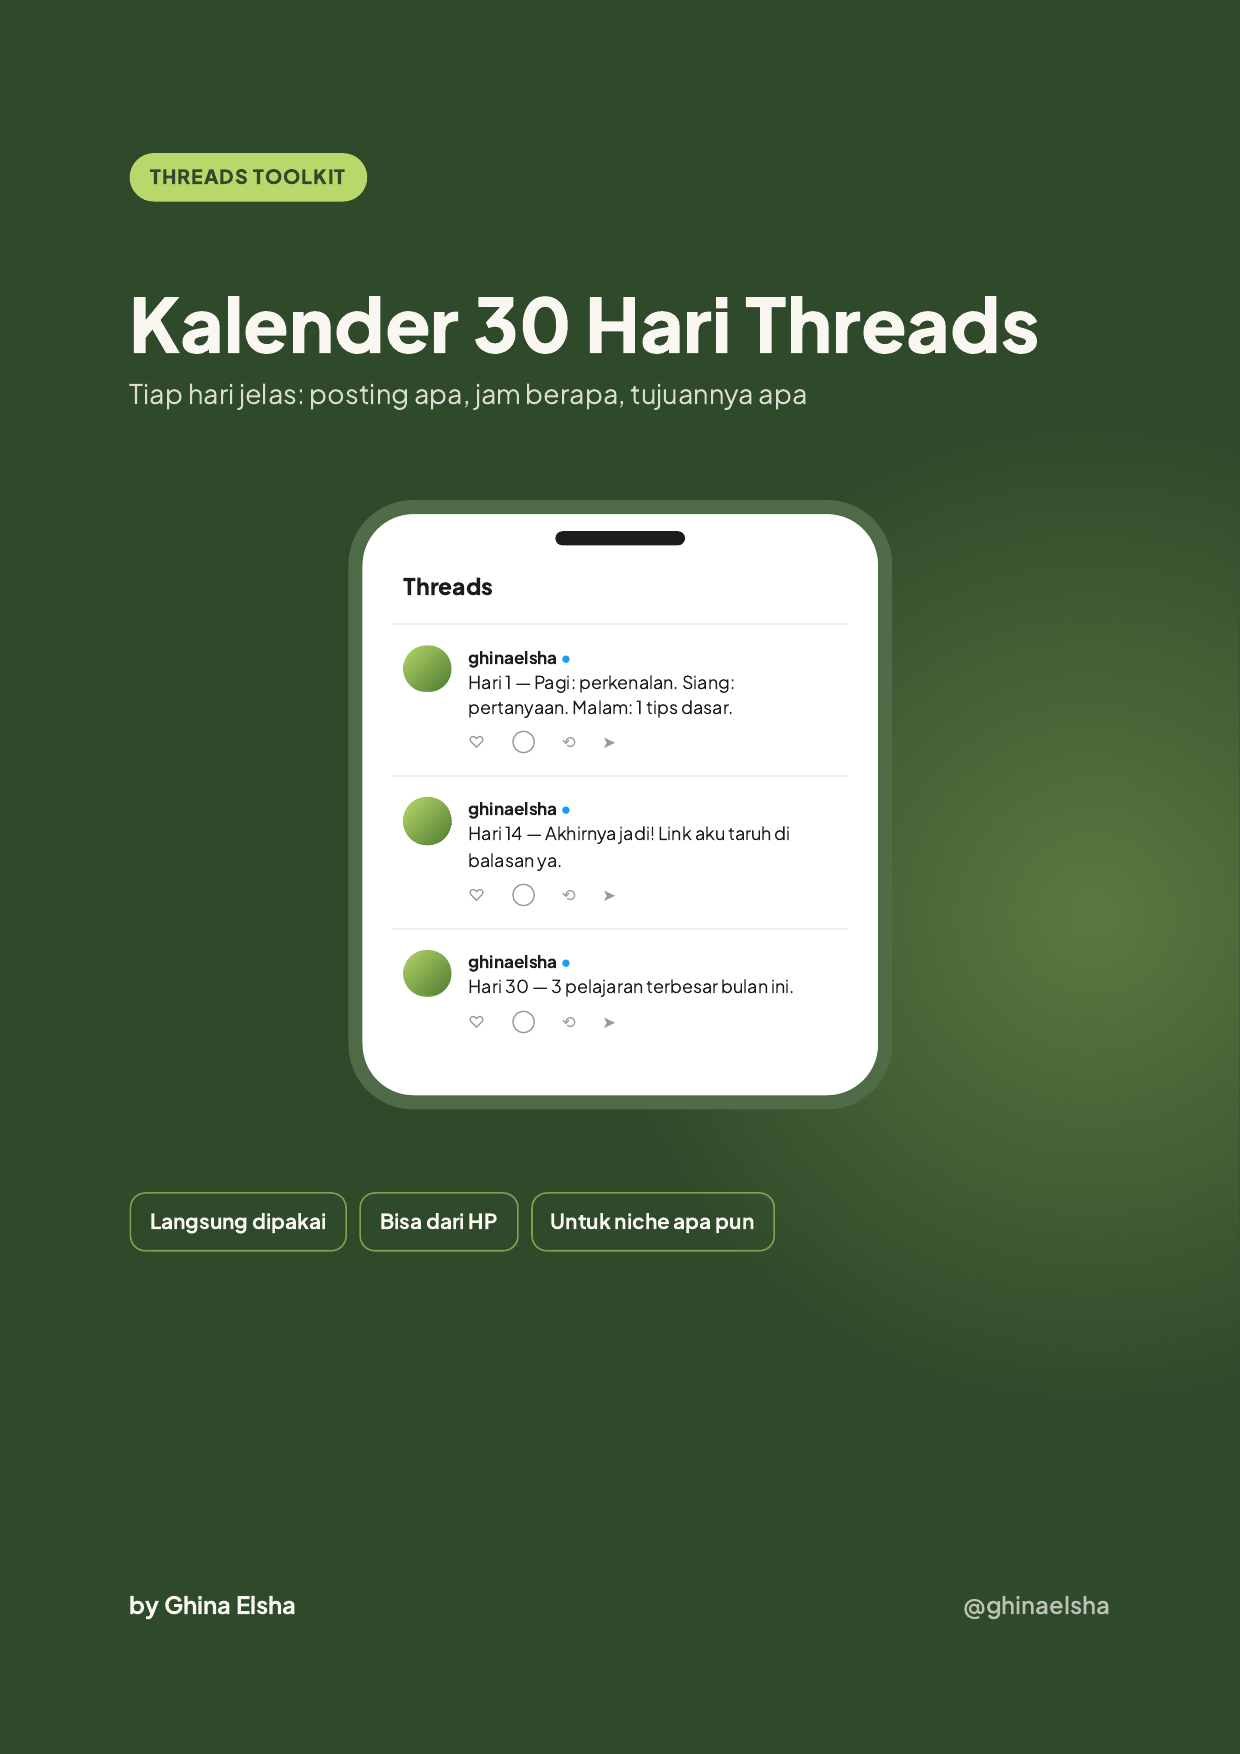 THREADS TOOLKIT
Kalender 30 Hari Threads
Tiap hari jelas: posting apa, jam berapa, tujuannya apa
Threads
ghinaelsha
Hari 1 — Pagi: perkenalan. Siang:
pertanyaan. Malam: 1 tips dasar.
ghinaelsha
Hari 14 — Akhirnya jadi! Link aku taruh di
balasan ya.
ghinaelsha
Hari 30 — 3 pelajaran terbesar bulan ini.
Langsung dipakai
Bisa dari HP
Untuk niche apa pun
by Ghina Elsha
@ghinaelsha